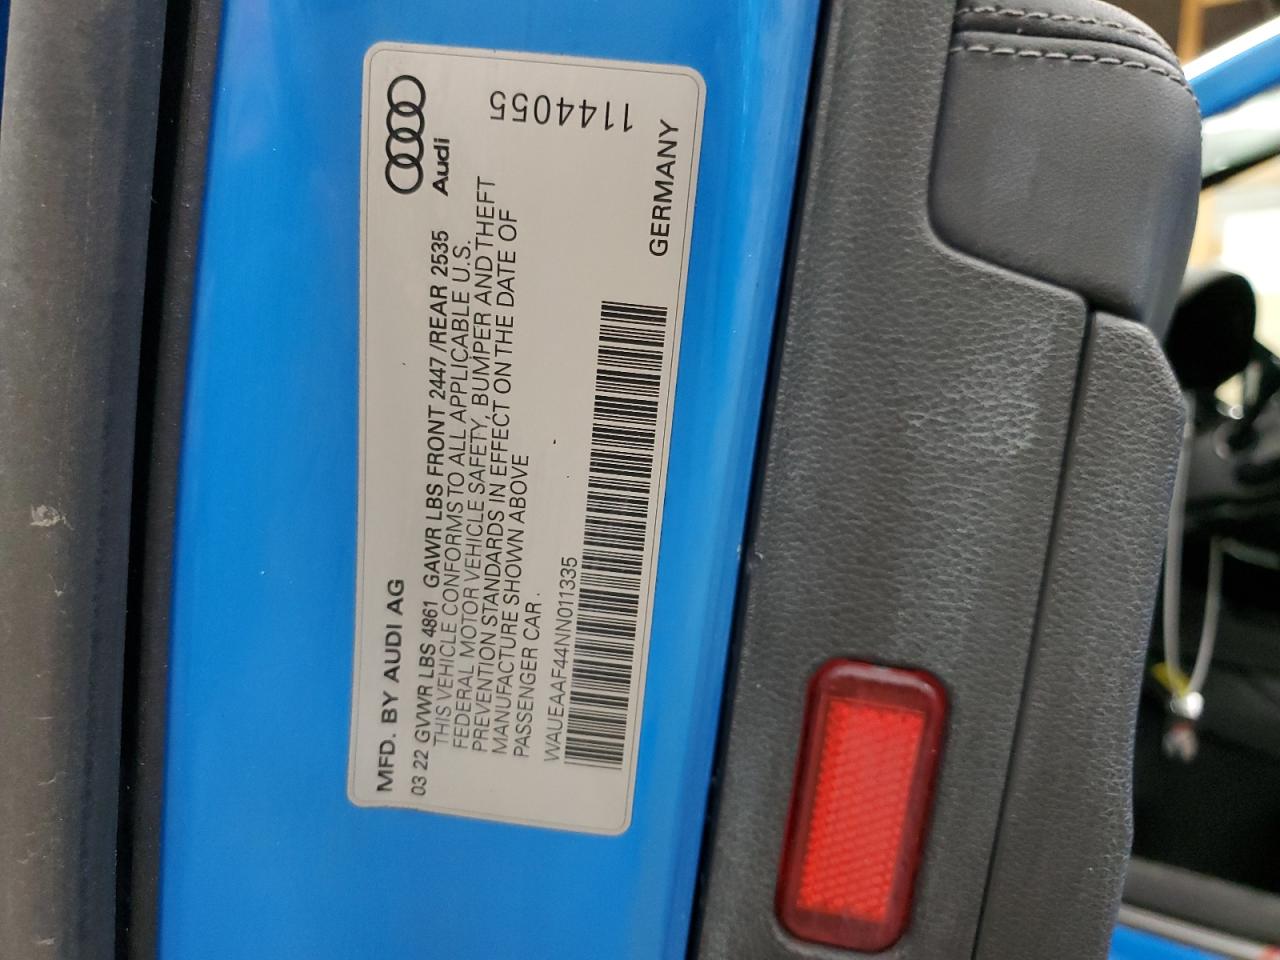 MFD. BY AUDI AG
Audi
03 22 GVWR LBS 4861 GAWR LBS FRONT 2447 /REAR 2535
THIS VEHICLE CONFORMS TO ALL APPLICABLE U.S.
FEDERAL MOTOR VEHICLE SAFETY, BUMPER AND THEFT
PREVENTION STANDARDS IN EFFECT ON THE DATE OF
MANUFACTURE SHOWN ABOVE
PASSENGER CAR.
WAUEAAF44NN011335
1144055
GERMANY